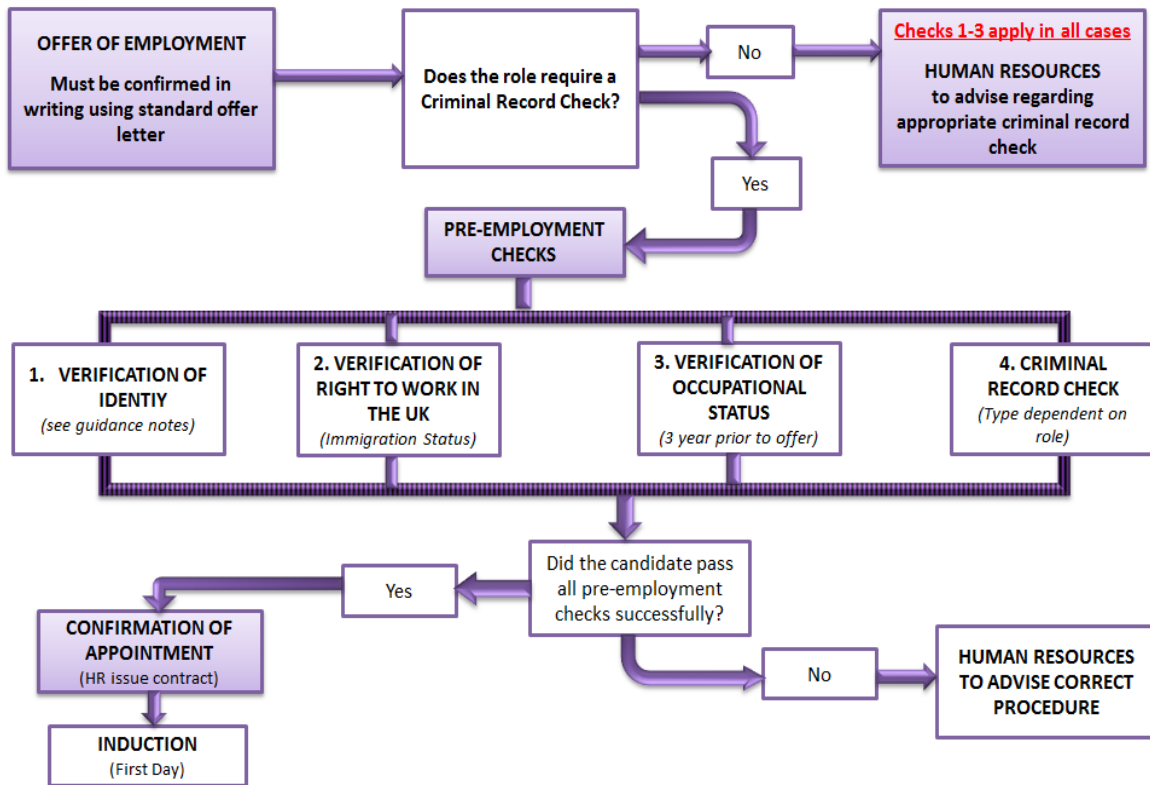 OFFER OF EMPLOYMENT
Must be confirmed in
writing using standard offer
letter
Does the role require a
Criminal Record Check?
No
Checks 1-3 apply in all cases
HUMAN RESOURCES
to advise regarding
appropriate criminal record
check
Yes
PRE-EMPLOYMENT
CHECKS
1. VERIFICATION OF
IDENTIY
(see guidance notes)
2. VERIFICATION OF
RIGHT TO WORK IN
THE UK
(Immigration Status)
3. VERIFICATION OF
OCCUPATIONAL
STATUS
(3 year prior to offer)
4. CRIMINAL
RECORD CHECK
(Type dependent on
role)
Did the candidate pass
all pre-employment
checks successfully?
Yes
CONFIRMATION OF
APPOINTMENT
(HR issue contract)
INDUCTION
(First Day)
No
HUMAN RESOURCES
TO ADVISE CORRECT
PROCEDURE